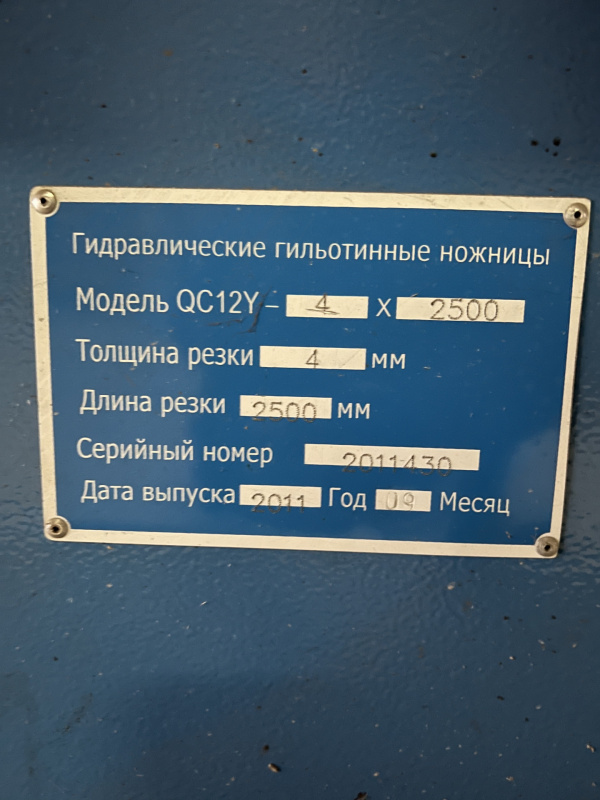 Гидравлические гильотинные ножницы
Модель QC12Y– 4 X 2500
Толщина резки 4 мм
Длина резки 2500 мм
Серийный номер 2011430
Дата выпуска 2011 Год 09 Месяц